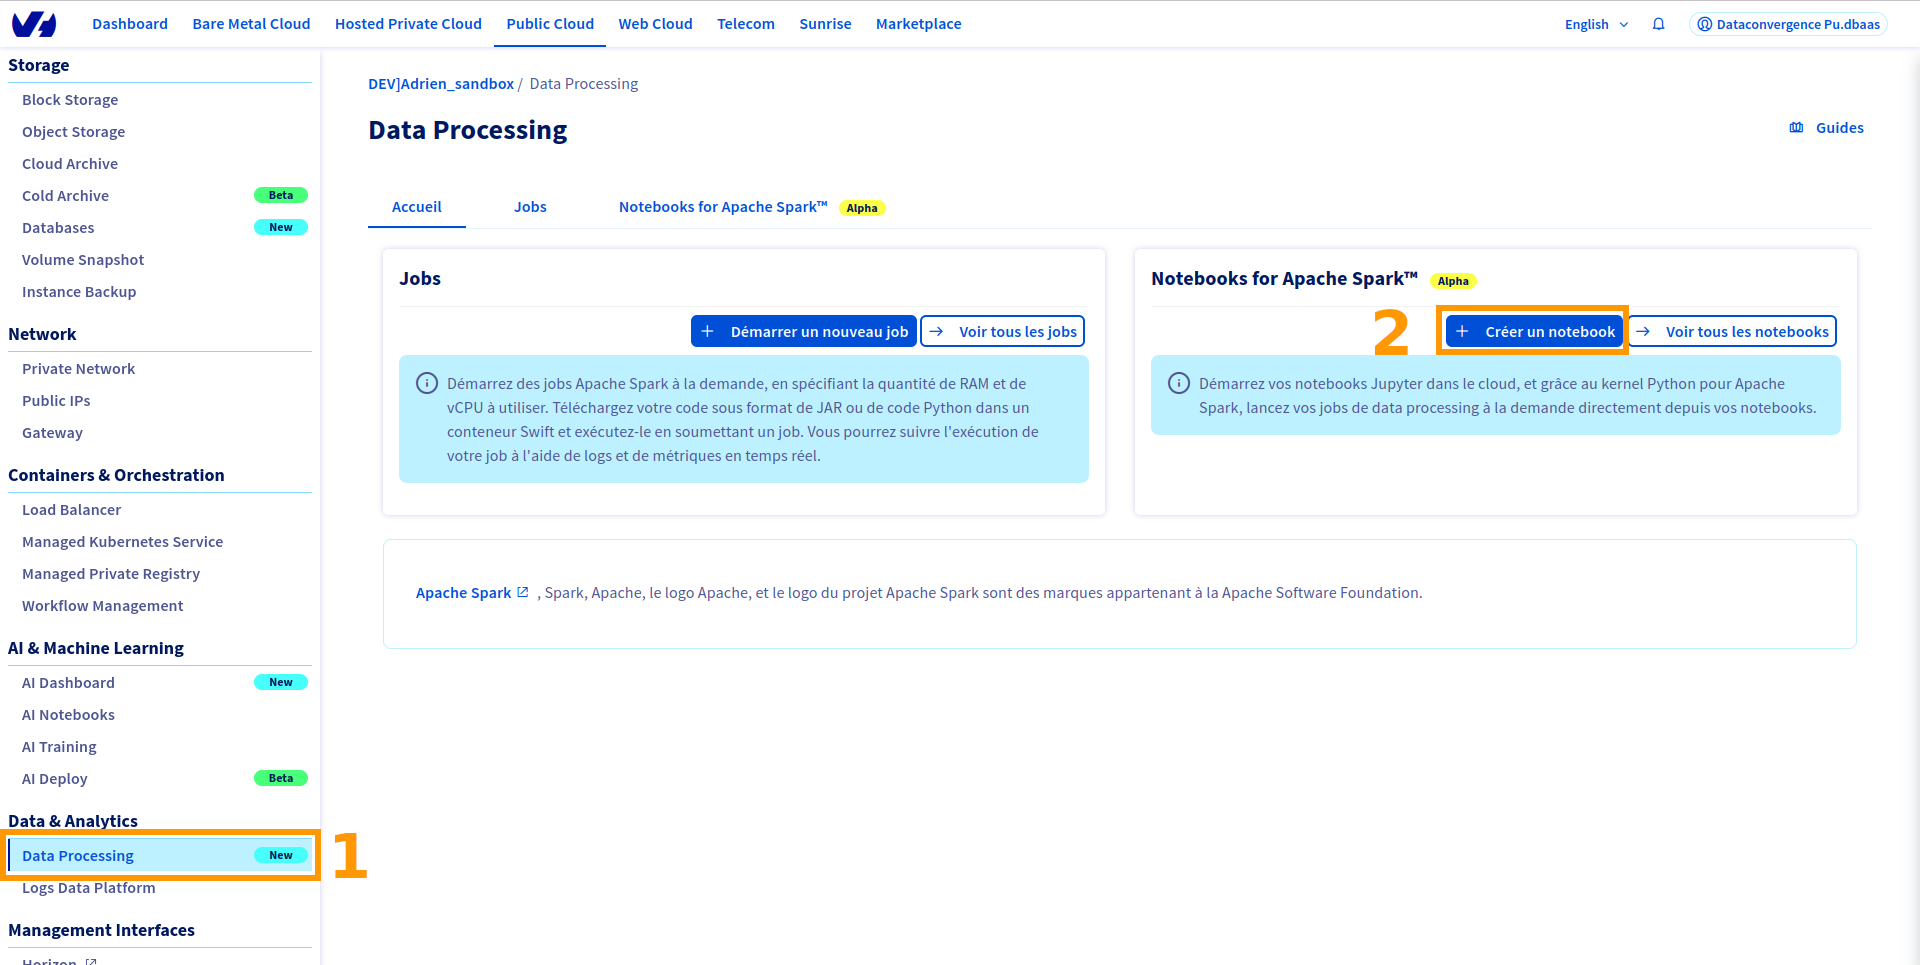 Dashboard Bare Metal Cloud Hosted Private Cloud Public Cloud Web Cloud Telecom Sunrise Marketplace English Dataconvergence Pu.dbaas
Storage
Block Storage
Object Storage
Cloud Archive
Cold Archive Beta
Databases New
Volume Snapshot
Instance Backup
Network
Private Network
Public IPs
Gateway
Containers & Orchestration
Load Balancer
Managed Kubernetes Service
Managed Private Registry
Workflow Management
AI & Machine Learning
AI Dashboard New
AI Notebooks
AI Training
AI Deploy Beta
Data & Analytics
Data Processing New 1
Logs Data Platform
Management Interfaces
Horizon
DEV]Adrien_sandbox / Data Processing
Data Processing
Guides
Accueil Jobs Notebooks for Apache Spark™ Alpha
Jobs
+ Démarrer un nouveau job → Voir tous les jobs
Démarrez des jobs Apache Spark à la demande, en spécifiant la quantité de RAM et de
vCPU à utiliser. Téléchargez votre code sous format de JAR ou de code Python dans un
conteneur Swift et exécutez-le en soumettant un job. Vous pourrez suivre l'exécution de
votre job à l'aide de logs et de métriques en temps réel.
Notebooks for Apache Spark™ Alpha
2 + Créer un notebook → Voir tous les notebooks
Démarrez vos notebooks Jupyter dans le cloud, et grâce au kernel Python pour Apache
Spark, lancez vos jobs de data processing à la demande directement depuis vos notebooks.
Apache Spark , Spark, Apache, le logo Apache, et le logo du projet Apache Spark sont des marques appartenant à la Apache Software Foundation.